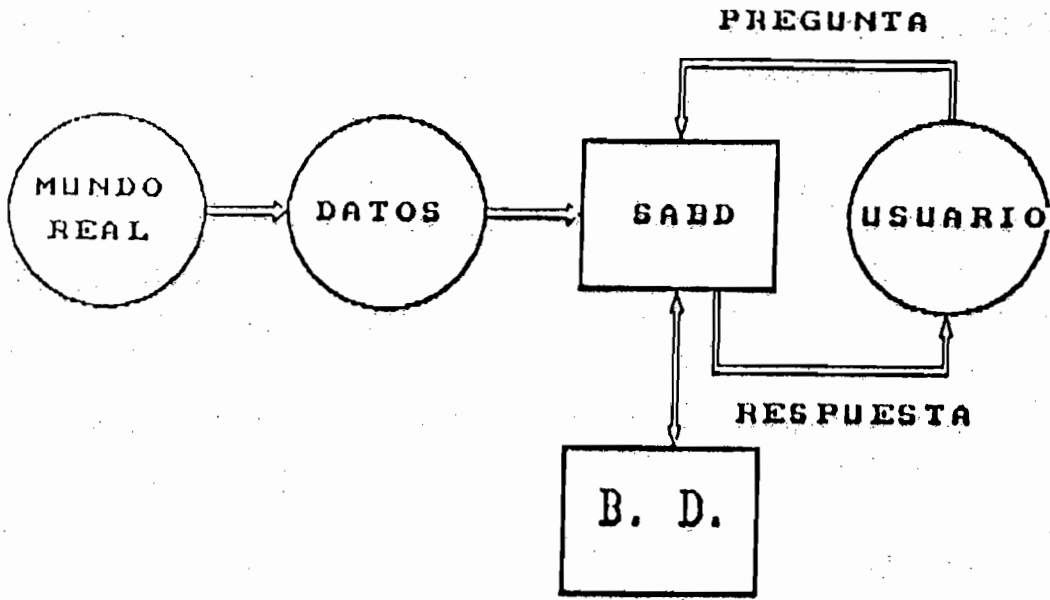 PREGUNTA
MUNDO
REAL
DATOS
SABD
USUARIO
RESPUESTA
B. D.